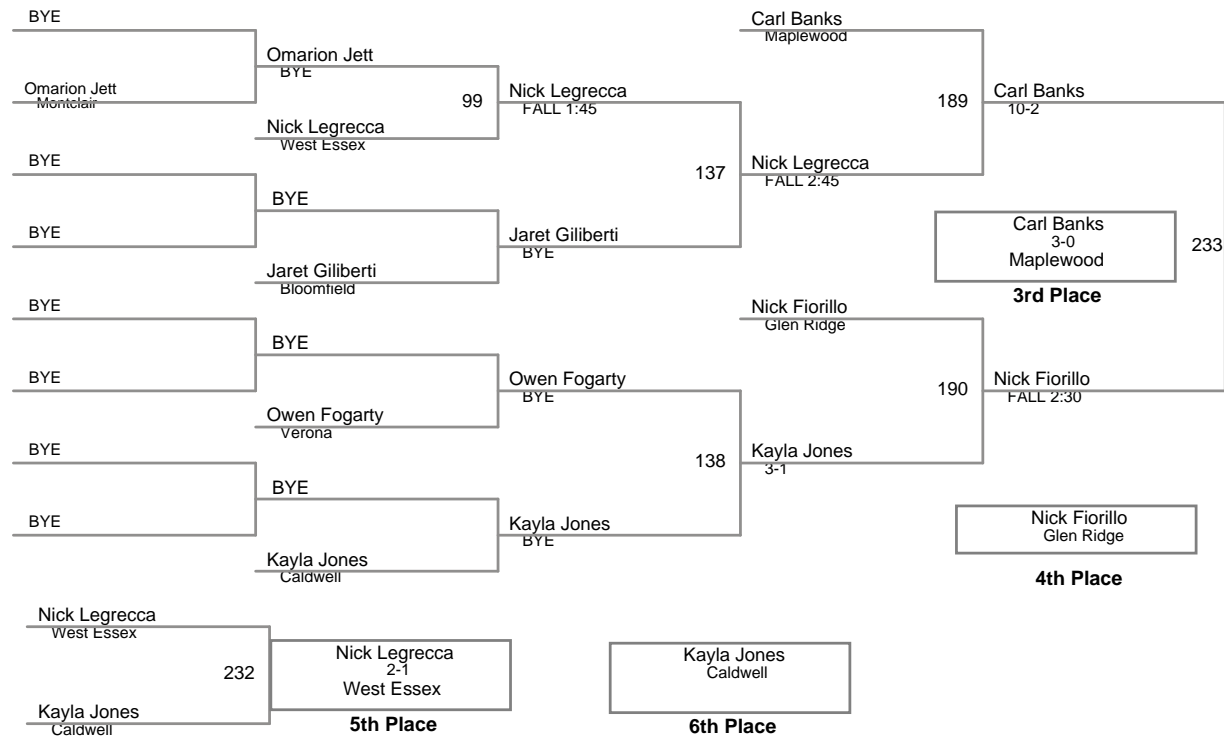 BYE
Omarion Jett
Montclair
BYE
BYE
BYE
BYE
BYE
BYE
Omarion Jett
BYE
99
Nick Legrecca
West Essex
BYE
Jaret Giliberti
Bloomfield
BYE
Owen Fogarty
Verona
BYE
Kayla Jones
Caldwell
Nick Legrecca
FALL 1:45
137
Jaret Giliberti
BYE
Owen Fogarty
BYE
138
Kayla Jones
BYE
Carl Banks
Maplewood
189
Nick Legrecca
FALL 2:45
Nick Fiorillo
Glen Ridge
190
Kayla Jones
3-1
Carl Banks
10-2
233
Nick Fiorillo
FALL 2:30
Carl Banks
3-0
Maplewood
3rd Place
Nick Fiorillo
Glen Ridge
4th Place
Nick Legrecca
West Essex
232
Kayla Jones
Caldwell
Nick Legrecca
2-1
West Essex
5th Place
Kayla Jones
Caldwell
6th Place